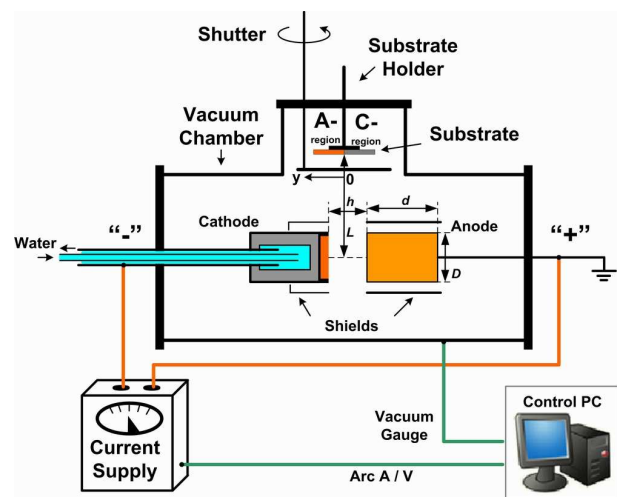 Shutter
Substrate
Holder
Vacuum
Chamber
A-
C-
region
region
Substrate
y
0
h
d
L
Cathode
Anode
"-"
"+"
Water
D
Shields
Control PC
Vacuum
Gauge
Current
Supply
Arc A / V